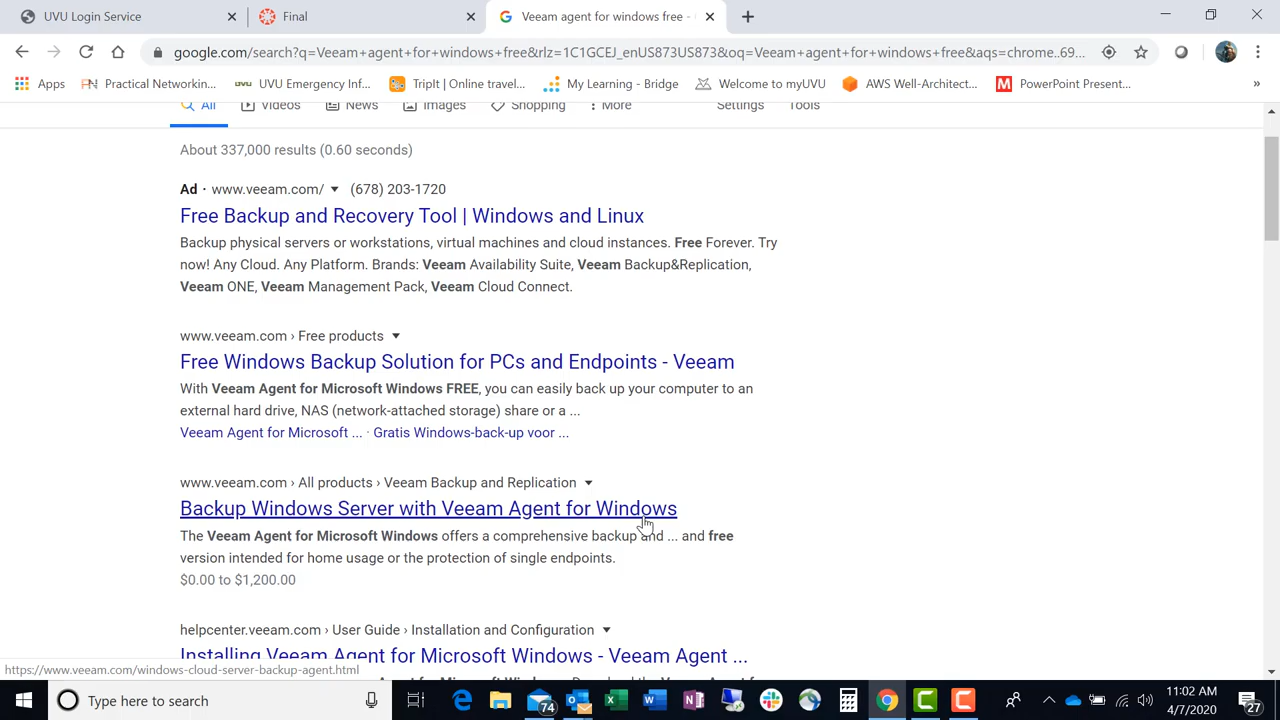 UVU Login Service
Final
Veeam agent for windows free -
google.com/search?q=Veeam+agent+for+windows+free&rlz=1C1GCEJ_enUS873US873&oq=Veeam+agent+for+windows+free&aqs=chrome..69...
Apps
Practical Networkin...
UVU Emergency Inf...
TripIt | Online travel...
My Learning - Bridge
Welcome to myUVU
AWS Well-Architect...
PowerPoint Present...
»
All
Videos
News
Images
Shopping
More
Settings
Tools
About 337,000 results (0.60 seconds)
Ad · www.veeam.com/ (678) 203-1720
Free Backup and Recovery Tool | Windows and Linux
Backup physical servers or workstations, virtual machines and cloud instances. Free Forever. Try
now! Any Cloud. Any Platform. Brands: Veeam Availability Suite, Veeam Backup&Replication,
Veeam ONE, Veeam Management Pack, Veeam Cloud Connect.
www.veeam.com › Free products
Free Windows Backup Solution for PCs and Endpoints - Veeam
With Veeam Agent for Microsoft Windows FREE, you can easily back up your computer to an
external hard drive, NAS (network-attached storage) share or a ...
Veeam Agent for Microsoft ... · Gratis Windows-back-up voor ...
www.veeam.com › All products › Veeam Backup and Replication
Backup Windows Server with Veeam Agent for Windows
The Veeam Agent for Microsoft Windows offers a comprehensive backup and ... and free
version intended for home usage or the protection of single endpoints.
$0.00 to $1,200.00
helpcenter.veeam.com › User Guide › Installation and Configuration
Installing Veeam Agent for Microsoft Windows - Veeam Agent ...
https://www.veeam.com/windows-cloud-server-backup-agent.html
Type here to search
74
11:02 AM
4/7/2020
27